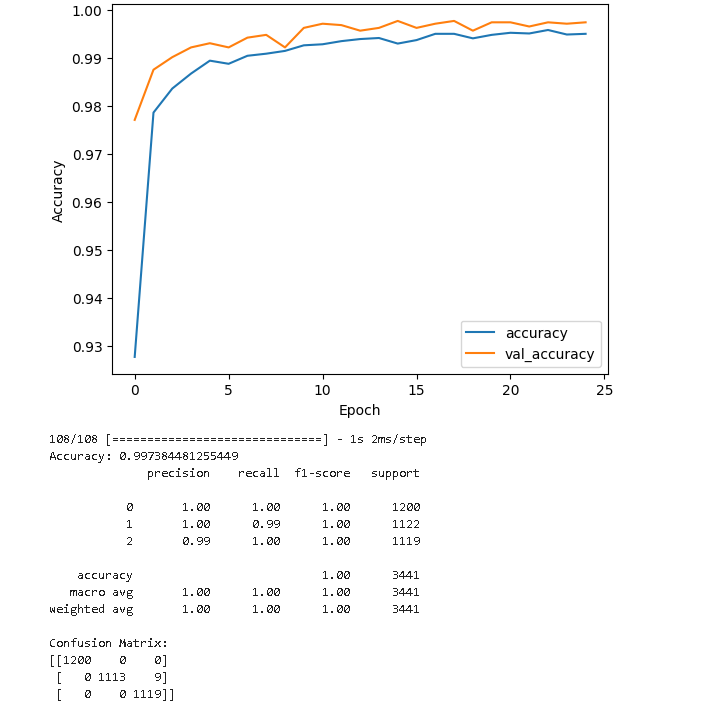 1.00
0.99
0.98
0.97
0.96
0.95
0.94
0.93
Accuracy
accuracy
val_accuracy
0 5 10 15 20 25
Epoch
108/108 [==============================] - 1s 2ms/step
Accuracy: 0.997384481255449
precision recall f1-score support
0 1.00 1.00 1.00 1200
1 1.00 0.99 1.00 1122
2 0.99 1.00 1.00 1119
accuracy 1.00 3441
macro avg 1.00 1.00 1.00 3441
weighted avg 1.00 1.00 1.00 3441
Confusion Matrix:
[[1200 0 0]
[ 0 1113 9]
[ 0 0 1119]]